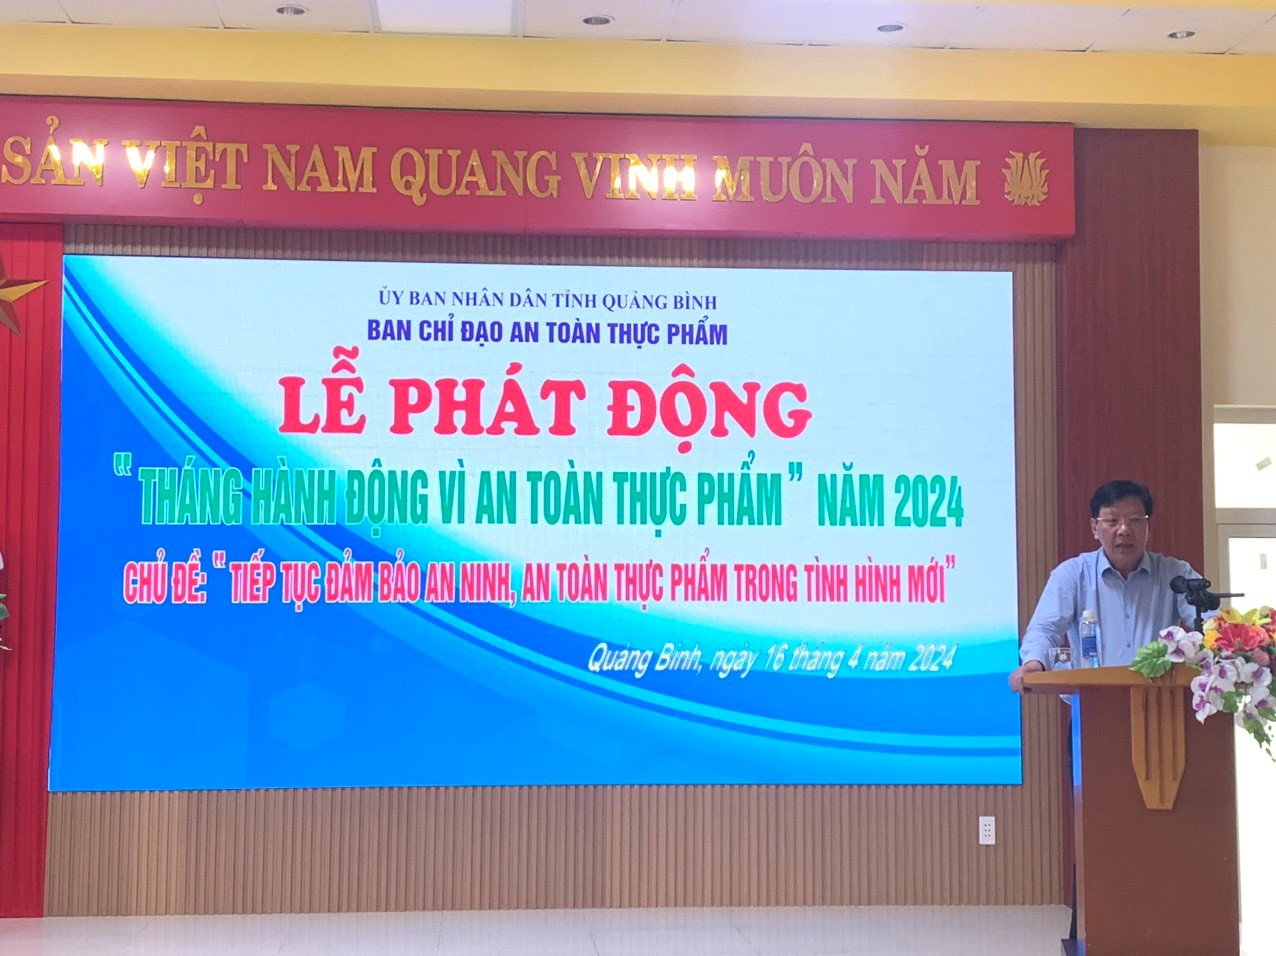 SẢN VIỆT NAM QUANG VINH MUÔN NĂM
ỦY BAN NHÂN DÂN TỈNH QUẢNG BÌNH
BAN CHỈ ĐẠO AN TOÀN THỰC PHẨM
LỄ PHÁT ĐỘNG
“ THÁNG HÀNH ĐỘNG VÌ AN TOÀN THỰC PHẨM ” NĂM 2024
CHỦ ĐỀ: “ TIẾP TỤC ĐẢM BẢO AN NINH, AN TOÀN THỰC PHẨM TRONG TÌNH HÌNH MỚI”
Quảng Bình, ngày 16 tháng 4 năm 2024